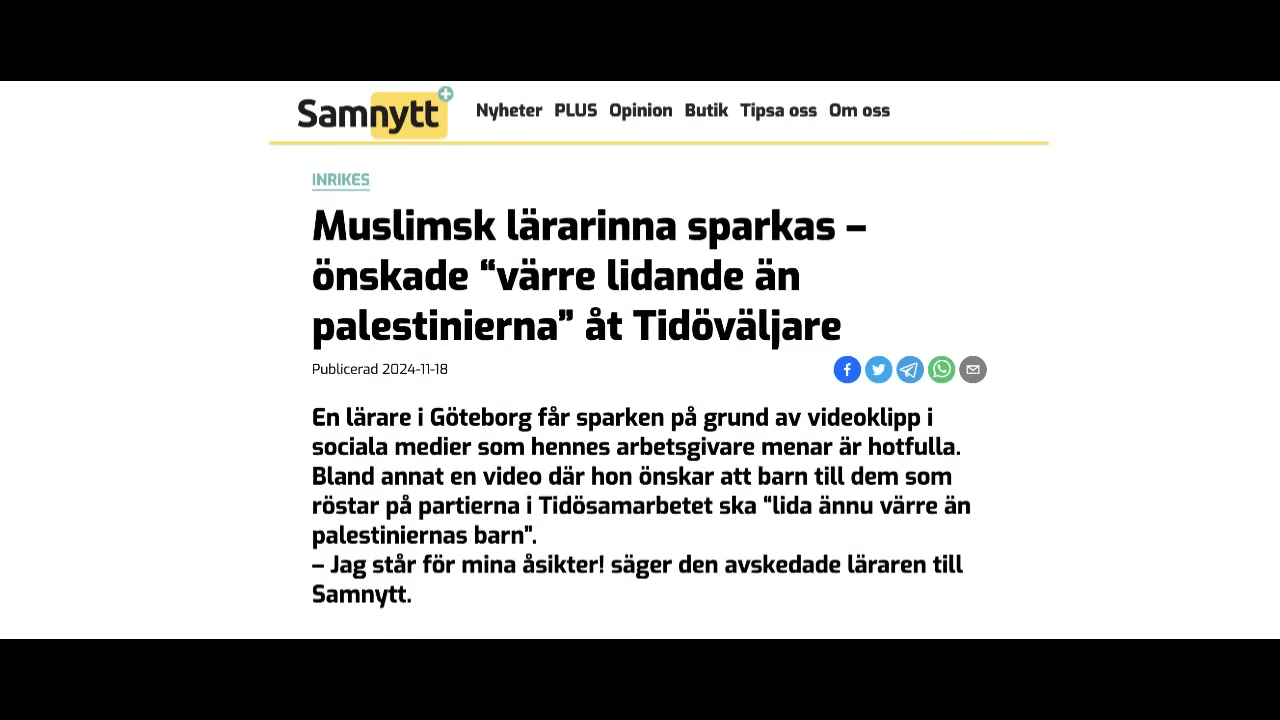 Samnytt+
Nyheter PLUS Opinion Butik Tipsa oss Om oss
INRIKES
Muslimsk lärarinna sparkas –
önskade “värre lidande än
palestinierna” åt Tidöväljare
Publicerad 2024-11-18
En lärare i Göteborg får sparken på grund av videoklipp i
sociala medier som hennes arbetsgivare menar är hotfulla.
Bland annat en video där hon önskar att barn till dem som
röstar på partierna i Tidösamarbetet ska “lida ännu värre än
palestiniernas barn”.
– Jag står för mina åsikter! säger den avskedade läraren till
Samnytt.